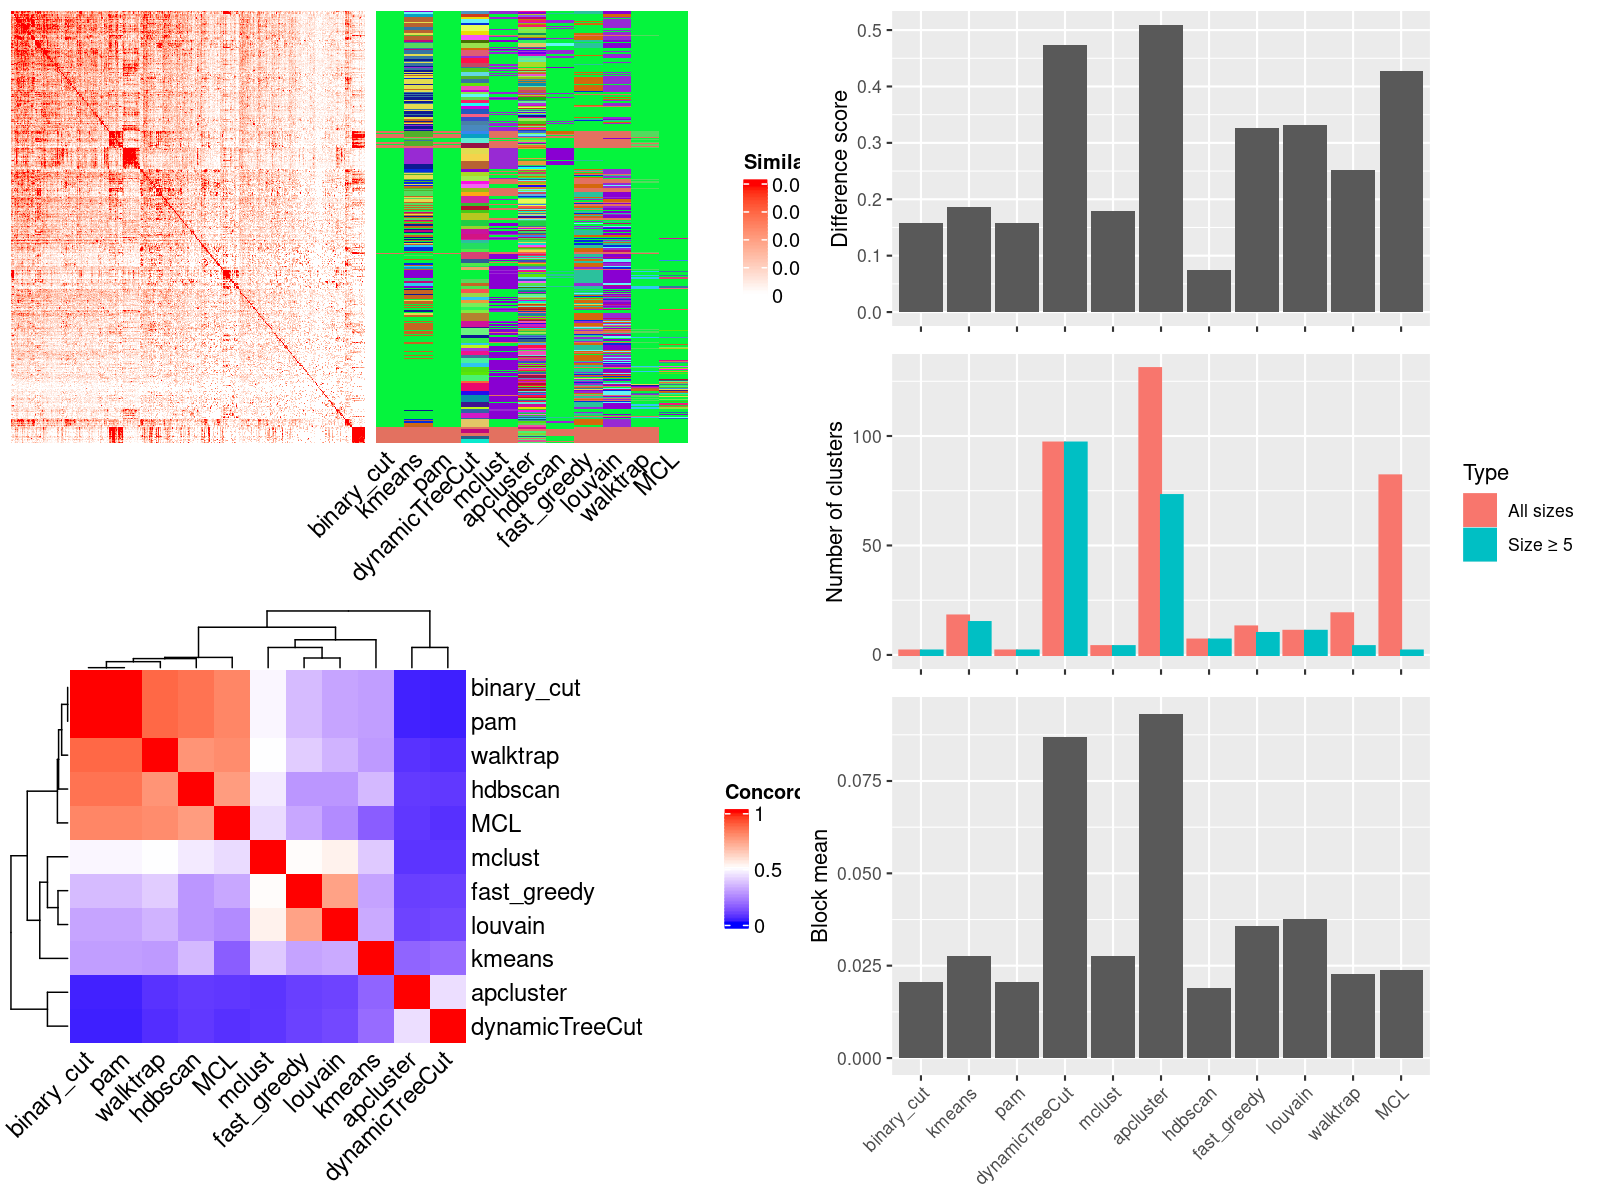 Simila
0.0
0.0
0.0
0.0
0
binary_cut
kmeans
pam
dynamicTreeCut
mclust
apcluster
hdbscan
fast_greedy
louvain
walktrap
MCL
Difference score
0.5
0.4
0.3
0.2
0.1
0.0
Number of clusters
100
50
0
Type
All sizes
Size ≥ 5
binary_cut
pam
walktrap
hdbscan
MCL
mclust
fast_greedy
louvain
kmeans
apcluster
dynamicTreeCut
binary_cut
pam
walktrap
hdbscan
MCL
mclust
fast_greedy
louvain
kmeans
apcluster
dynamicTreeCut
Concord
1
0.5
0
Block mean
0.075
0.050
0.025
0.000
binary_cut
kmeans
pam
dynamicTreeCut
mclust
apcluster
hdbscan
fast_greedy
louvain
walktrap
MCL